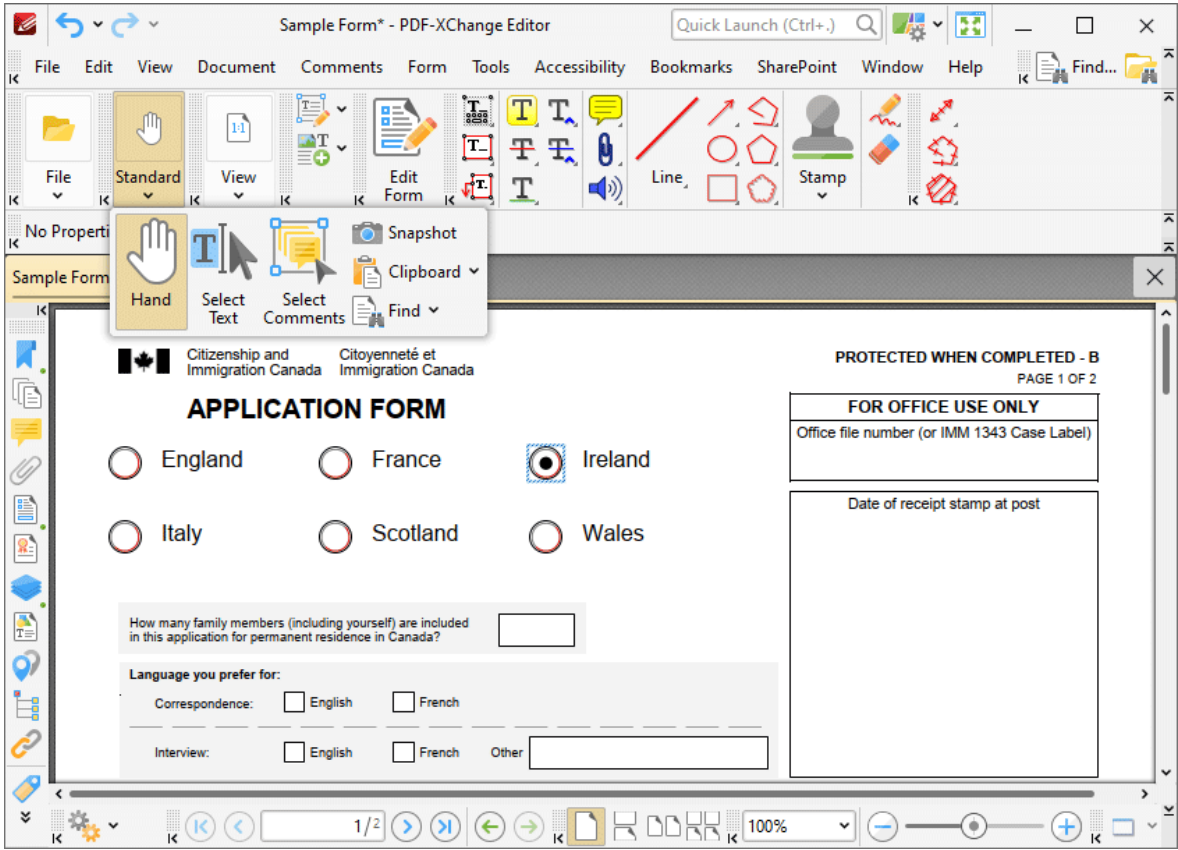 Sample Form* - PDF-XChange Editor
Quick Launch (Ctrl+.)
File Edit View Document Comments Form Tools Accessibility Bookmarks SharePoint Window Help Find...
File Standard View Edit Form Line Stamp
No Properti
Hand Select Text Select Comments Snapshot Clipboard Find
Sample Form
Citizenship and Immigration Canada
Citoyenneté et Immigration Canada
PROTECTED WHEN COMPLETED - B
PAGE 1 OF 2
APPLICATION FORM
FOR OFFICE USE ONLY
Office file number (or IMM 1343 Case Label)
England France Ireland
Date of receipt stamp at post
Italy Scotland Wales
How many family members (including yourself) are included
in this application for permanent residence in Canada?
Language you prefer for:
Correspondence: English French
Interview: English French Other
1/2
100%